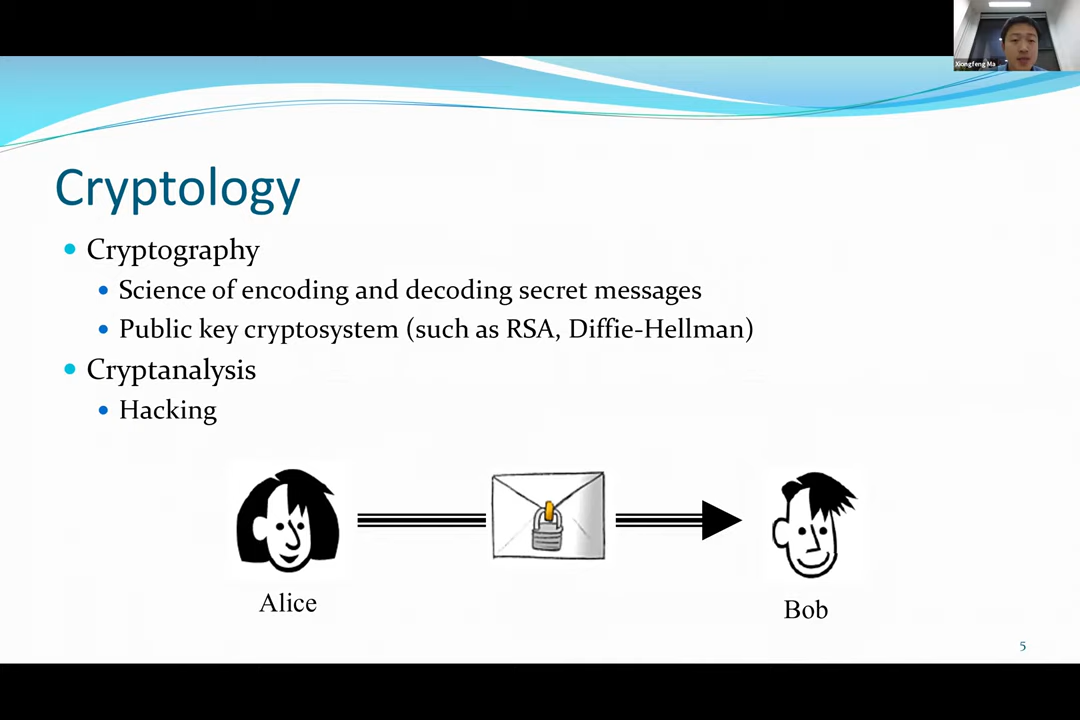 Xiongfeng Ma
Cryptology
Cryptography
Science of encoding and decoding secret messages
Public key cryptosystem (such as RSA, Diffie-Hellman)
Cryptanalysis
Hacking
Alice
Bob
5